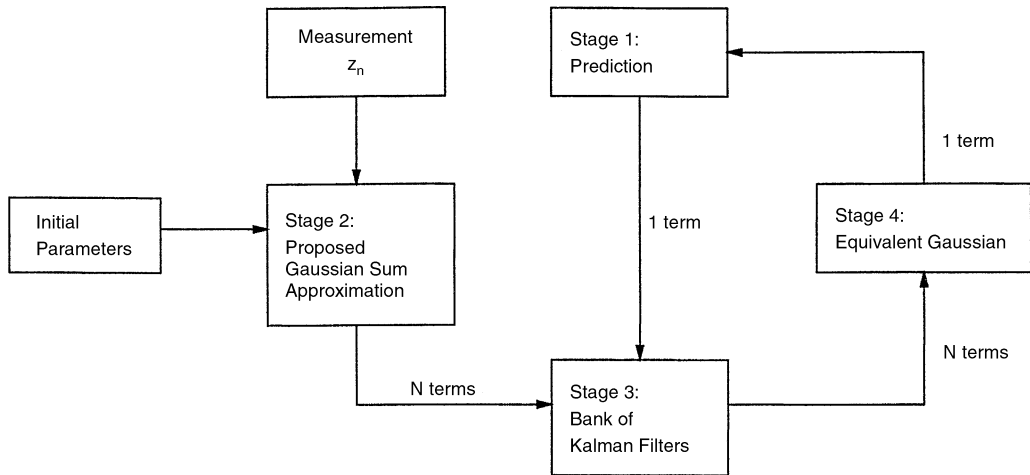 Measurement
zn
Stage 1:
Prediction
1 term
Initial
Parameters
Stage 2:
Proposed
Gaussian Sum
Approximation
1 term
Stage 4:
Equivalent Gaussian
N terms
N terms
Stage 3:
Bank of
Kalman Filters